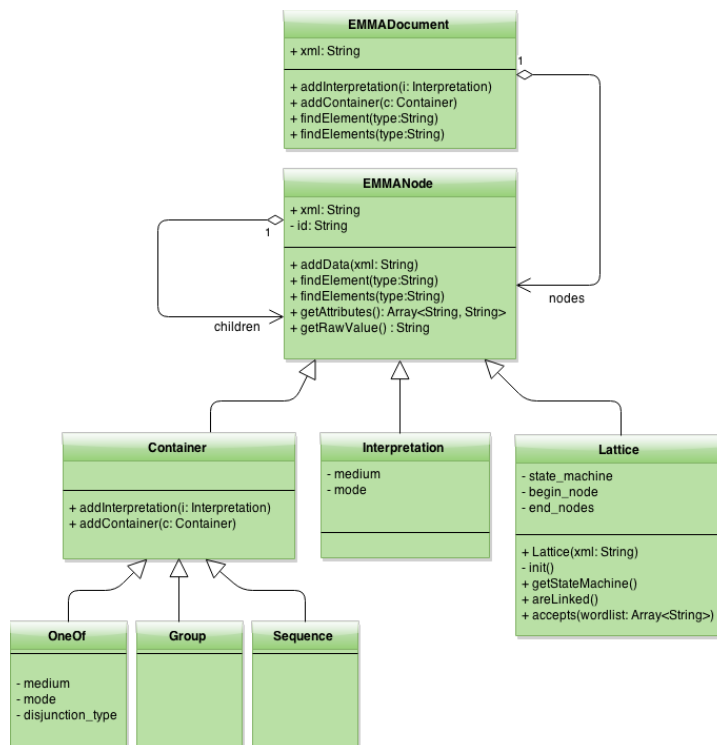 EMMADocument
+ xml: String
1
+ addInterpretation(i: Interpretation)
+ addContainer(c: Container)
+ findElement(type:String)
+ findElements(type:String)
EMMANode
+ xml: String
- id: String
1
+ addData(xml: String)
+ findElement(type:String)
+ findElements(type:String)
+ getAttributes(): Array<String, String>
+ getRawValue() : String
nodes
children
Container
+ addInterpretation(i: Interpretation)
+ addContainer(c: Container)
Interpretation
- medium
- mode
Lattice
- state_machine
- begin_node
- end_nodes
+ Lattice(xml: String)
- init()
+ getStateMachine()
+ areLinked()
+ accepts(wordlist: Array<String>)
OneOf
- medium
- mode
- disjunction_type
Group
Sequence